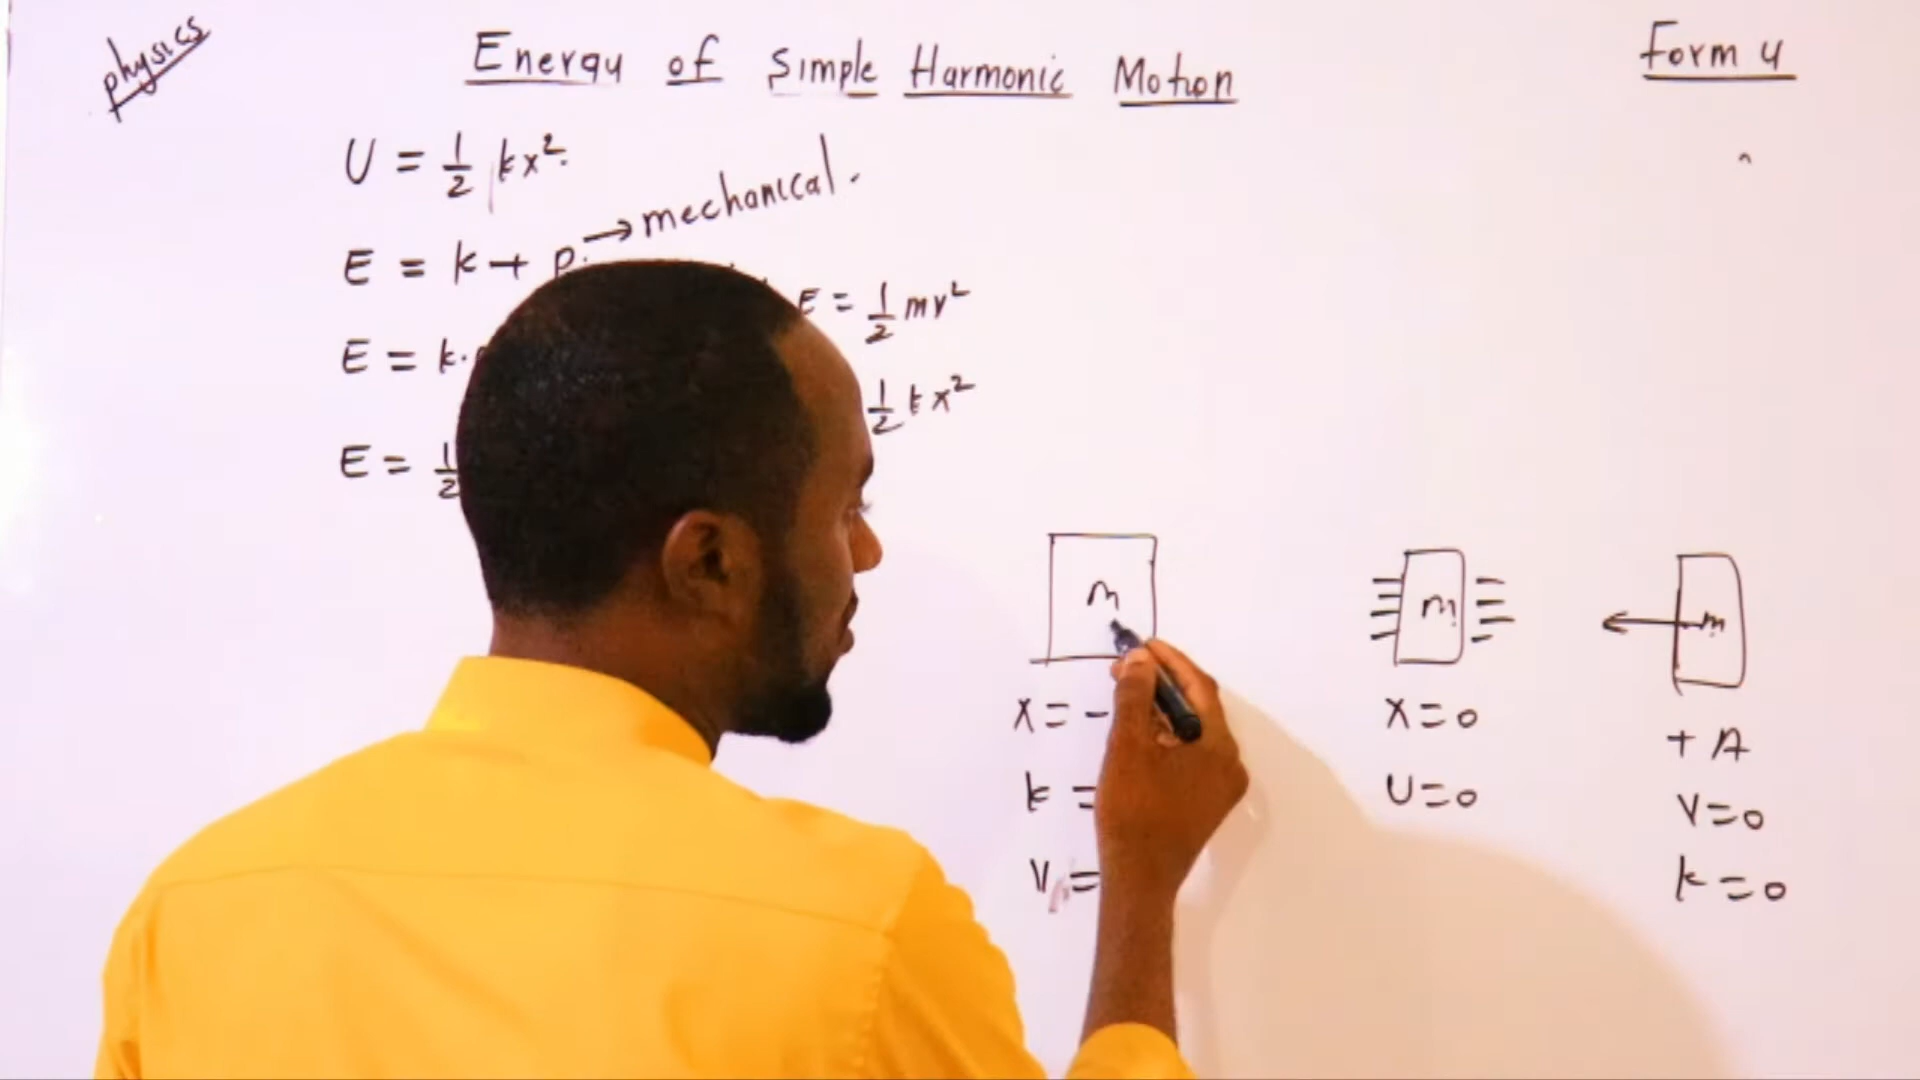 physics
Energy of Simple Harmonic Motion
Form 4
U = 1/2 kx².
E = k + p. → mechanical.
E = 1/2 mv²
E = k.
1/2 kx²
E = 1/2
m
m
m
x = -
x = 0
+ A
k =
U = 0
v = 0
v =
k = 0